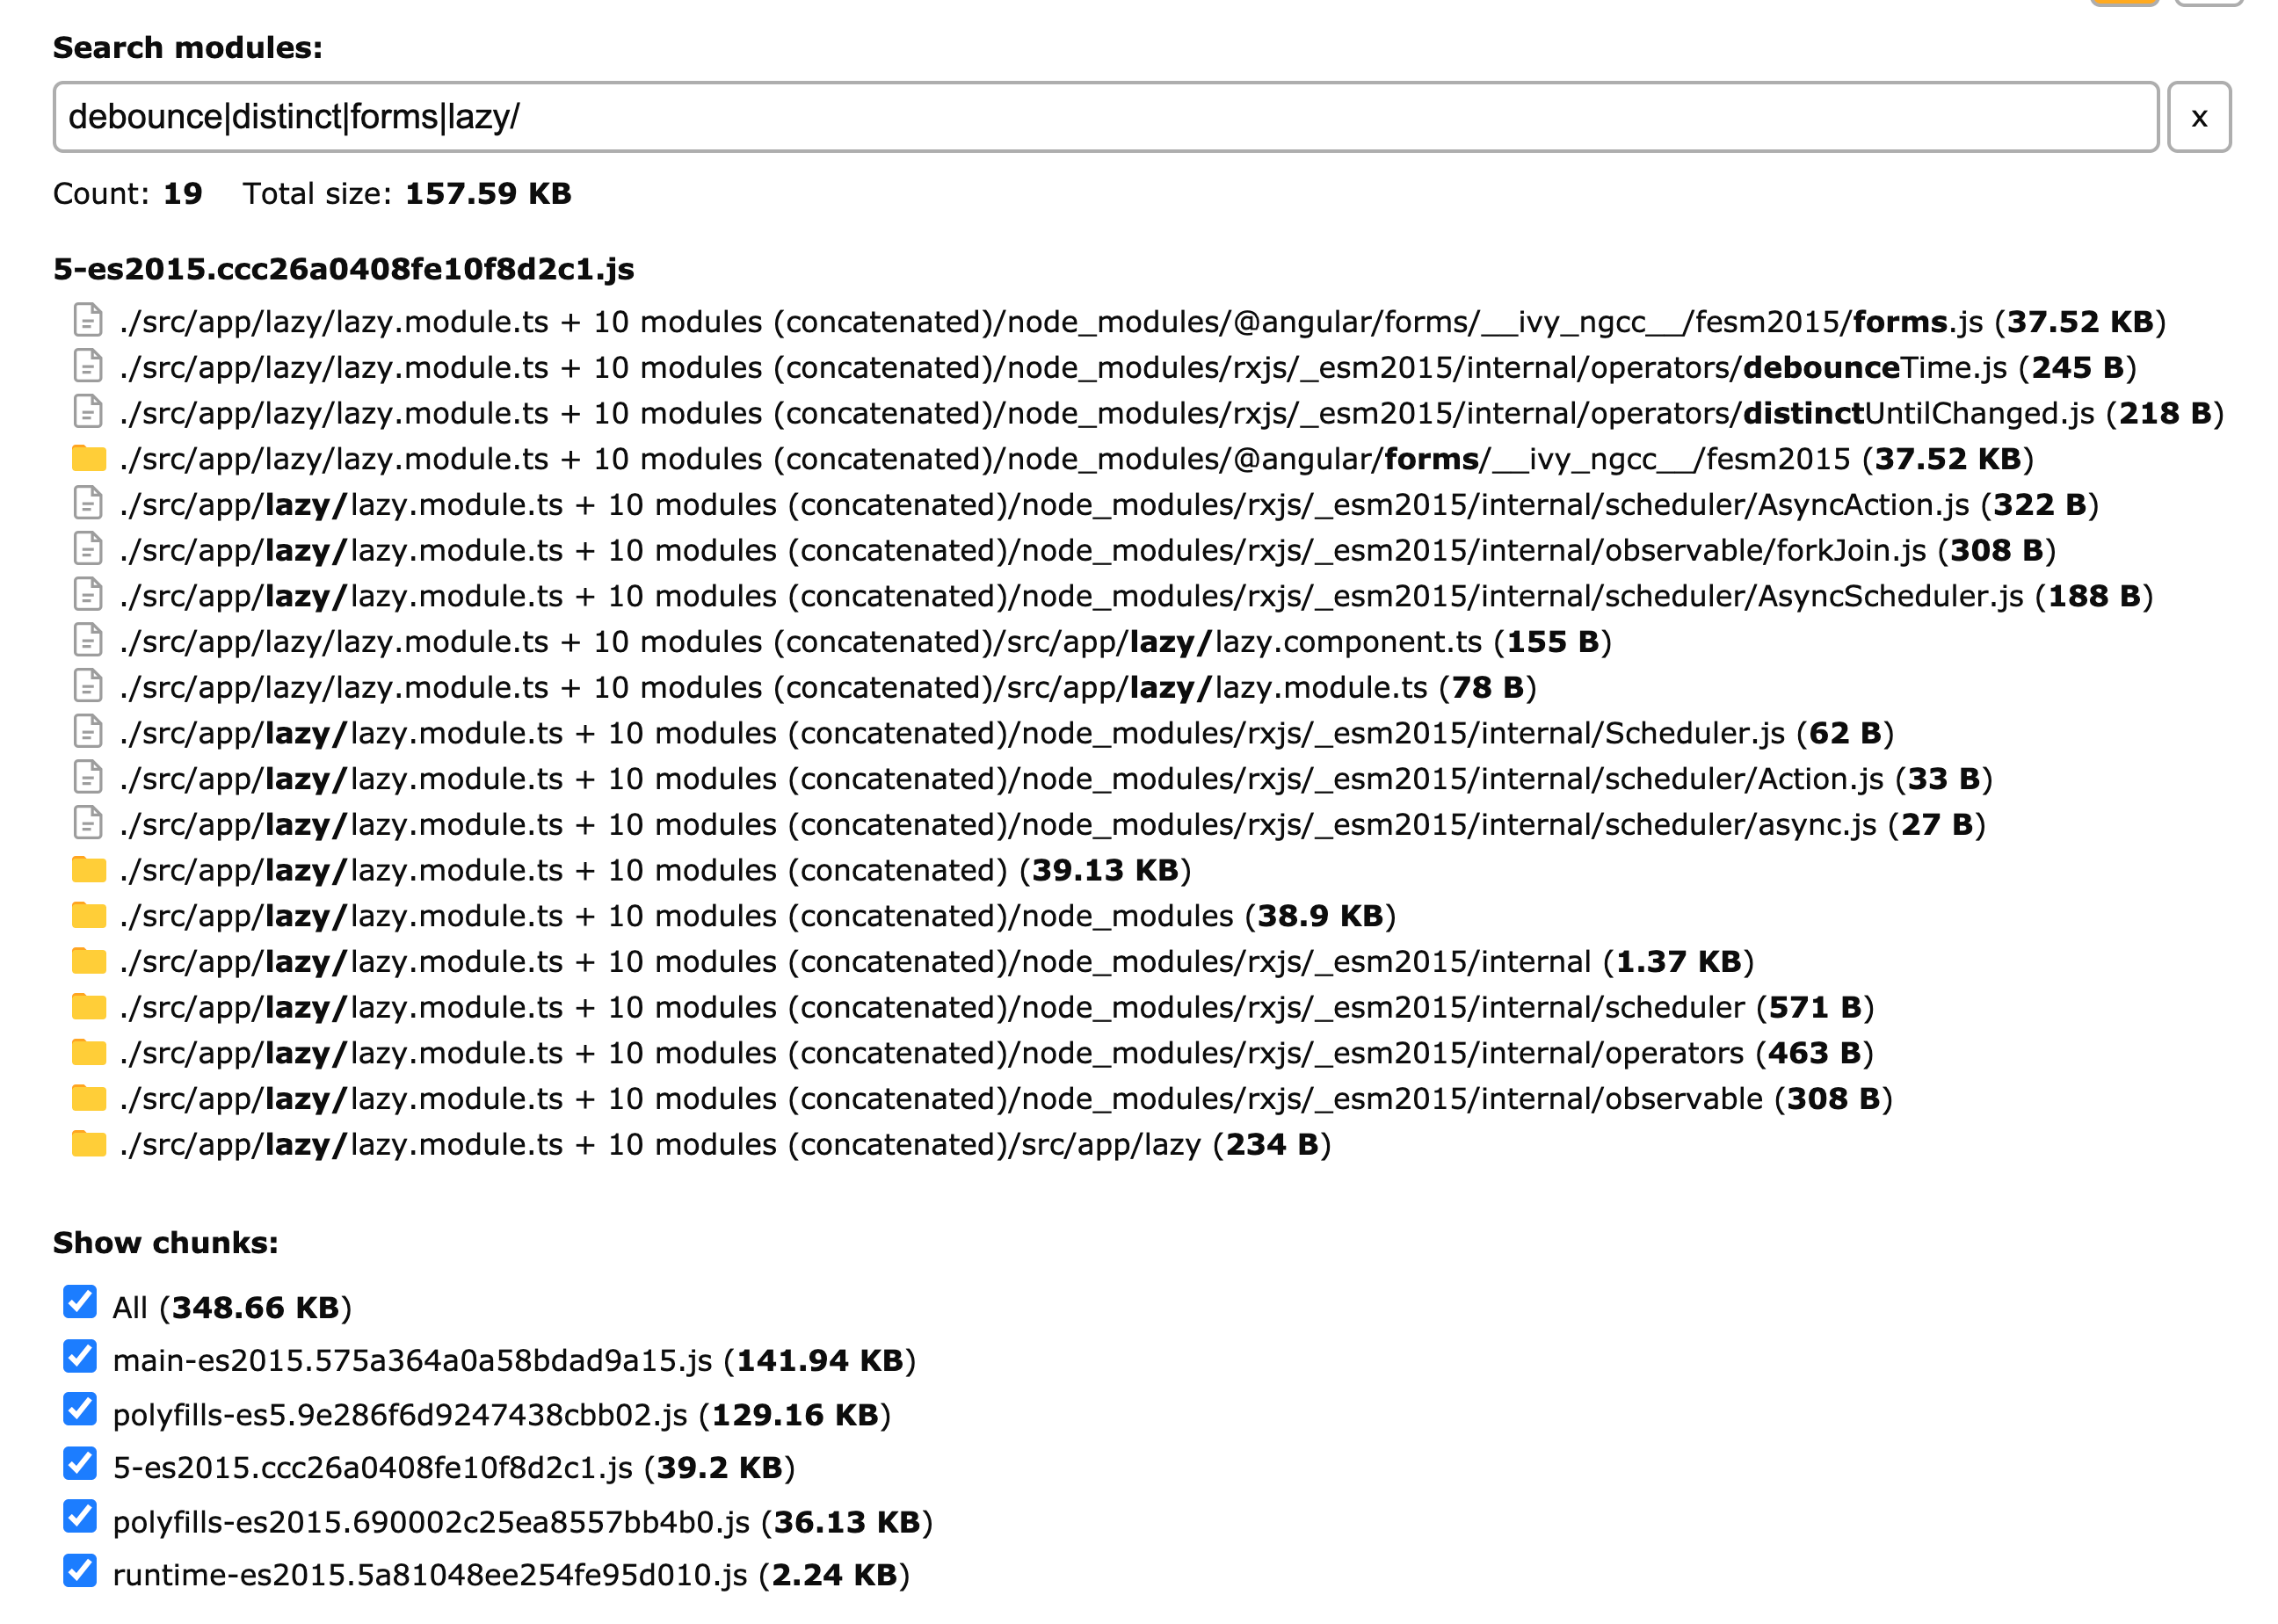 Search modules:
debounce|distinct|forms|lazy/
x
Count: 19 Total size: 157.59 KB
5-es2015.ccc26a0408fe10f8d2c1.js
./src/app/lazy/lazy.module.ts + 10 modules (concatenated)/node_modules/@angular/forms/__ivy_ngcc__/fesm2015/forms.js (37.52 KB)
./src/app/lazy/lazy.module.ts + 10 modules (concatenated)/node_modules/rxjs/_esm2015/internal/operators/debounceTime.js (245 B)
./src/app/lazy/lazy.module.ts + 10 modules (concatenated)/node_modules/rxjs/_esm2015/internal/operators/distinctUntilChanged.js (218 B)
./src/app/lazy/lazy.module.ts + 10 modules (concatenated)/node_modules/@angular/forms/__ivy_ngcc__/fesm2015 (37.52 KB)
./src/app/lazy/lazy.module.ts + 10 modules (concatenated)/node_modules/rxjs/_esm2015/internal/scheduler/AsyncAction.js (322 B)
./src/app/lazy/lazy.module.ts + 10 modules (concatenated)/node_modules/rxjs/_esm2015/internal/observable/forkJoin.js (308 B)
./src/app/lazy/lazy.module.ts + 10 modules (concatenated)/node_modules/rxjs/_esm2015/internal/scheduler/AsyncScheduler.js (188 B)
./src/app/lazy/lazy.module.ts + 10 modules (concatenated)/src/app/lazy/lazy.component.ts (155 B)
./src/app/lazy/lazy.module.ts + 10 modules (concatenated)/src/app/lazy/lazy.module.ts (78 B)
./src/app/lazy/lazy.module.ts + 10 modules (concatenated)/node_modules/rxjs/_esm2015/internal/Scheduler.js (62 B)
./src/app/lazy/lazy.module.ts + 10 modules (concatenated)/node_modules/rxjs/_esm2015/internal/scheduler/Action.js (33 B)
./src/app/lazy/lazy.module.ts + 10 modules (concatenated)/node_modules/rxjs/_esm2015/internal/scheduler/async.js (27 B)
./src/app/lazy/lazy.module.ts + 10 modules (concatenated) (39.13 KB)
./src/app/lazy/lazy.module.ts + 10 modules (concatenated)/node_modules (38.9 KB)
./src/app/lazy/lazy.module.ts + 10 modules (concatenated)/node_modules/rxjs/_esm2015/internal (1.37 KB)
./src/app/lazy/lazy.module.ts + 10 modules (concatenated)/node_modules/rxjs/_esm2015/internal/scheduler (571 B)
./src/app/lazy/lazy.module.ts + 10 modules (concatenated)/node_modules/rxjs/_esm2015/internal/operators (463 B)
./src/app/lazy/lazy.module.ts + 10 modules (concatenated)/node_modules/rxjs/_esm2015/internal/observable (308 B)
./src/app/lazy/lazy.module.ts + 10 modules (concatenated)/src/app/lazy (234 B)
Show chunks:
All (348.66 KB)
main-es2015.575a364a0a58bdad9a15.js (141.94 KB)
polyfills-es5.9e286f6d9247438cbb02.js (129.16 KB)
5-es2015.ccc26a0408fe10f8d2c1.js (39.2 KB)
polyfills-es2015.690002c25ea8557bb4b0.js (36.13 KB)
runtime-es2015.5a81048ee254fe95d010.js (2.24 KB)